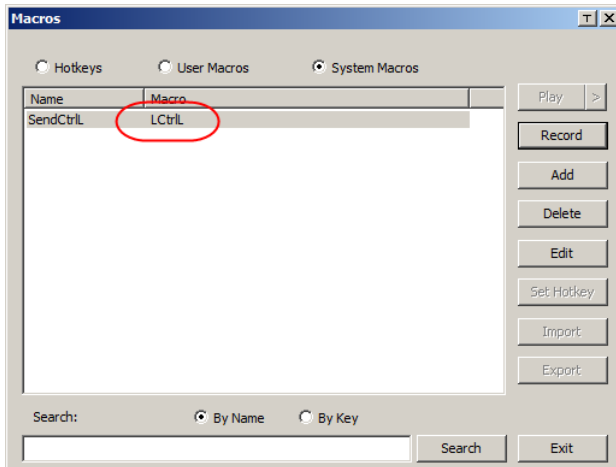 Macros
Hotkeys User Macros System Macros
Name Macro
SendCtrlL LCtrlL
Play >
Record
Add
Delete
Edit
Set Hotkey
Import
Export
Search: By Name By Key
Search Exit